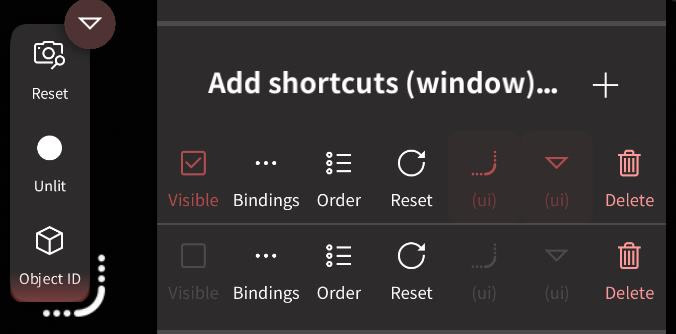 Reset
Unlit
Object ID
Add shortcuts (window)...
Visible Bindings Order Reset (ui) (ui) Delete
Visible Bindings Order Reset (ui) (ui) Delete